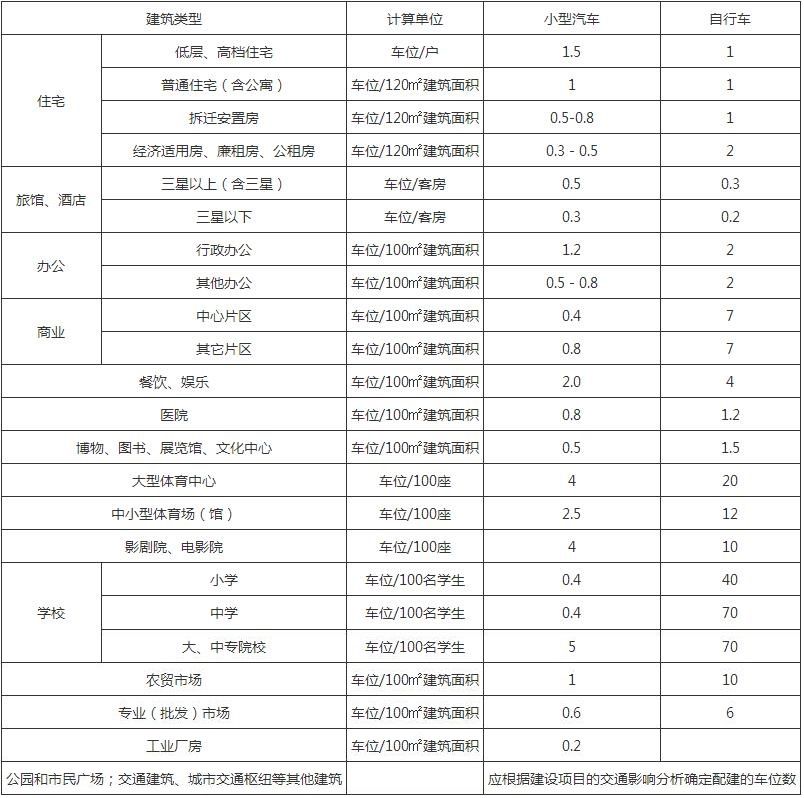 建筑类型 计算单位 小型汽车 自行车
住宅 低层、高档住宅 车位/户 1.5 1
普通住宅（含公寓） 车位/120㎡建筑面积 1 1
拆迁安置房 车位/120㎡建筑面积 0.5-0.8 1
经济适用房、廉租房、公租房 车位/120㎡建筑面积 0.3 - 0.5 2
旅馆、酒店 三星以上（含三星） 车位/客房 0.5 0.3
三星以下 车位/客房 0.3 0.2
办公 行政办公 车位/100㎡建筑面积 1.2 2
其他办公 车位/100㎡建筑面积 0.5 - 0.8 2
商业 中心片区 车位/100㎡建筑面积 0.4 7
其它片区 车位/100㎡建筑面积 0.8 7
餐饮、娱乐 车位/100㎡建筑面积 2.0 4
医院 车位/100㎡建筑面积 0.8 1.2
博物、图书、展览馆、文化中心 车位/100㎡建筑面积 0.5 1.5
大型体育中心 车位/100座 4 20
中小型体育场（馆） 车位/100座 2.5 12
影剧院、电影院 车位/100座 4 10
学校 小学 车位/100名学生 0.4 40
中学 车位/100名学生 0.4 70
大、中专院校 车位/100名学生 5 70
农贸市场 车位/100㎡建筑面积 1 10
专业（批发）市场 车位/100㎡建筑面积 0.6 6
工业厂房 车位/100㎡建筑面积 0.2
公园和市民广场；交通建筑、城市交通枢纽等其他建筑 应根据建设项目的交通影响分析确定配建的车位数